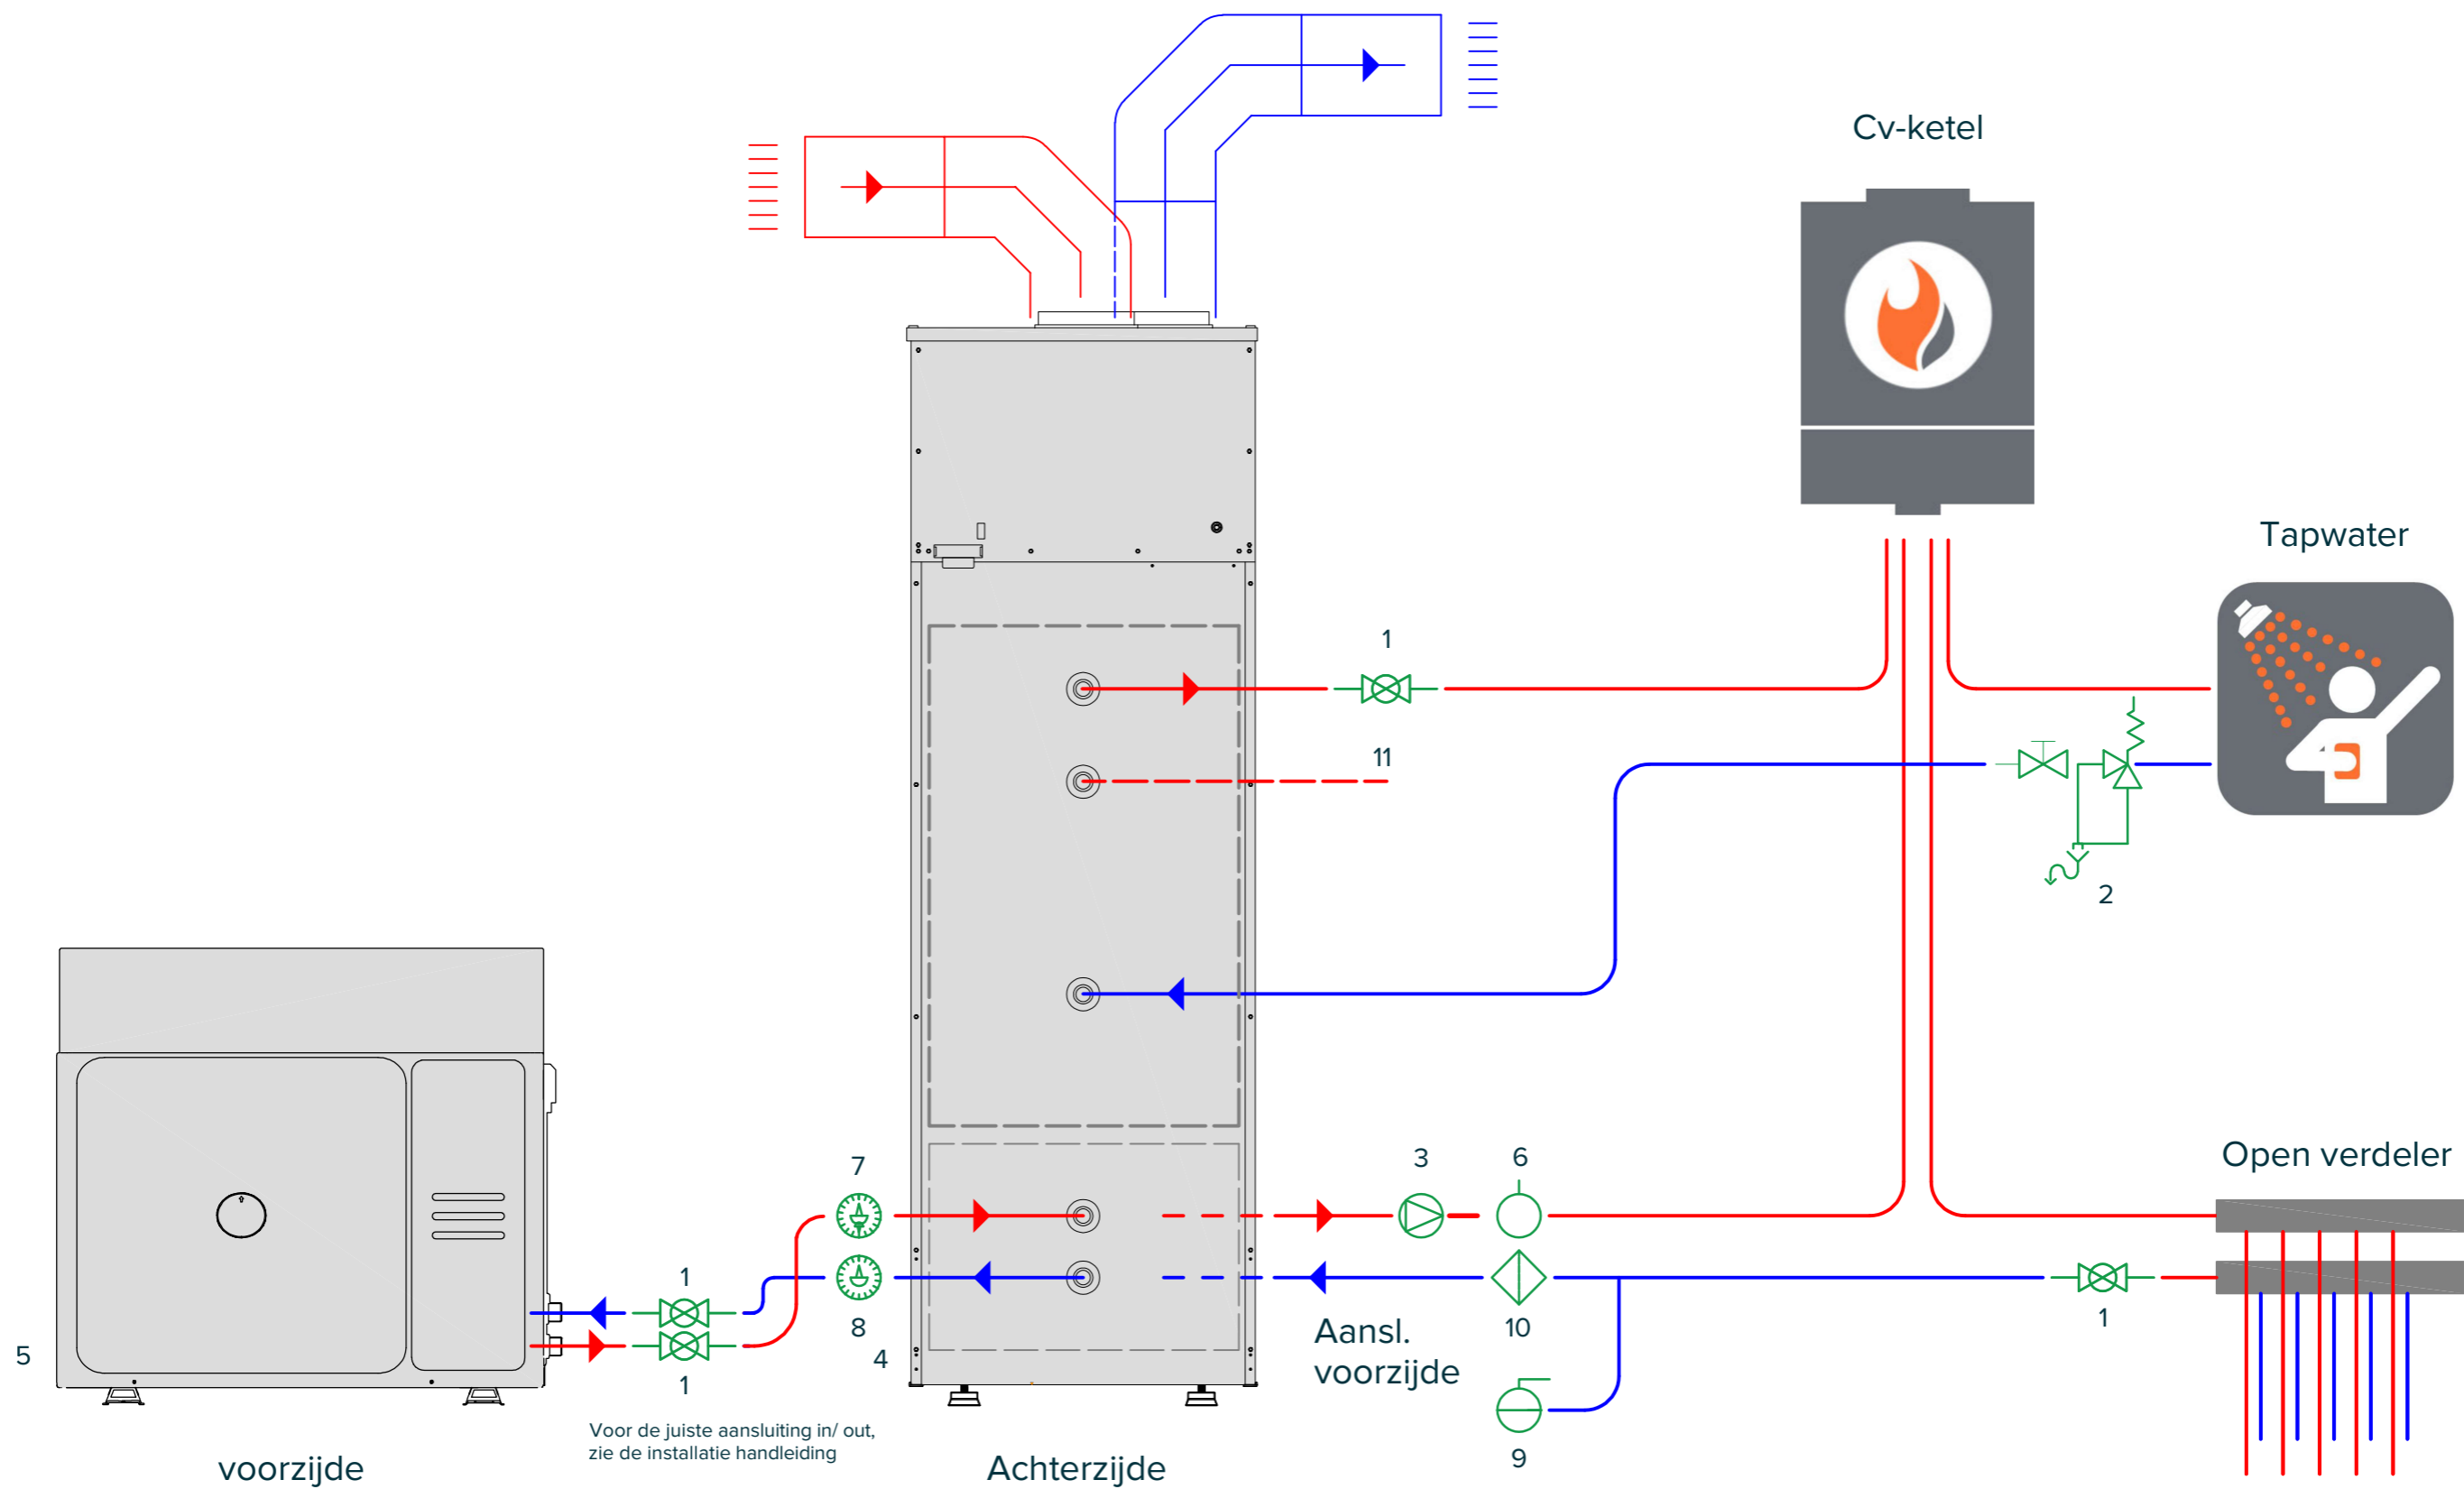 Cv-ketel
Tapwater
1
11
2
7
3
6
Open verdeler
1
8
10
1
5
4
Aansl.
voorzijde
1
Voor de juiste aansluiting in/ out,
zie de installatie handleiding
9
voorzijde
Achterzijde